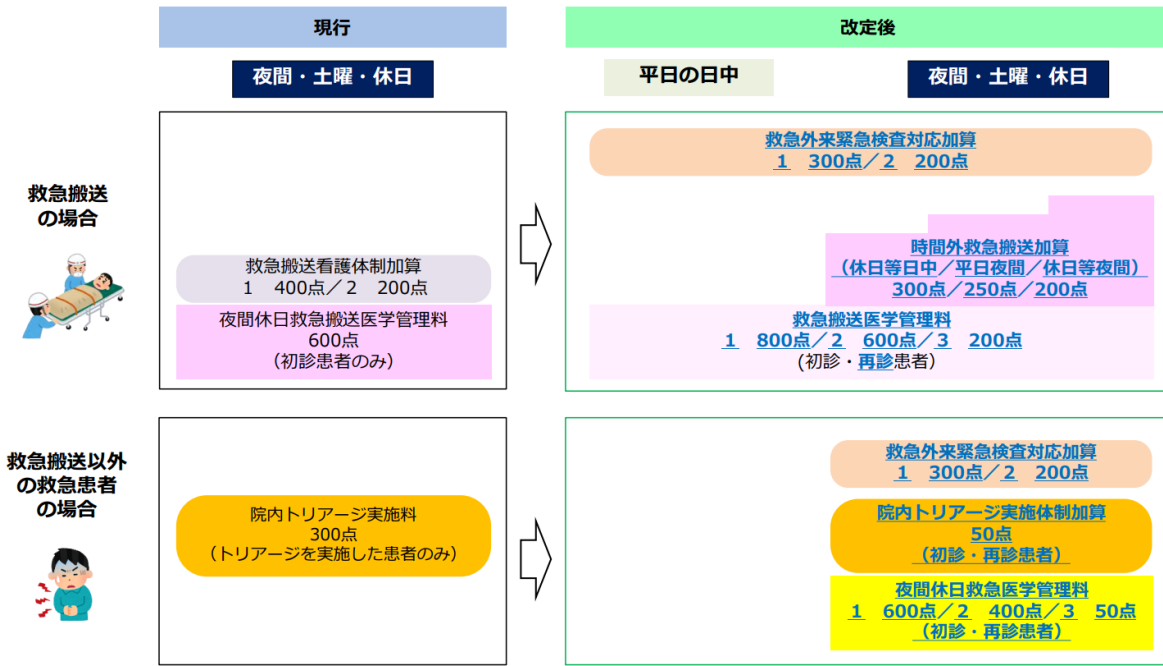 現行
改定後
夜間・土曜・休日
平日の日中
夜間・土曜・休日
救急搬送
の場合
救急搬送看護体制加算
1　400点／2　200点
夜間休日救急搬送医学管理料
600点
（初診患者のみ）
救急外来緊急検査対応加算
1　300点／2　200点
時間外救急搬送加算
（休日等日中／平日夜間／休日等夜間）
300点／250点／200点
救急搬送医学管理料
1　800点／2　600点／3　200点
(初診・再診患者）
救急搬送以外
の救急患者
の場合
院内トリアージ実施料
300点
（トリアージを実施した患者のみ）
救急外来緊急検査対応加算
1　300点／2　200点
院内トリアージ実施体制加算
50点
（初診・再診患者）
夜間休日救急医学管理料
1　600点／2　400点／3　50点
（初診・再診患者）